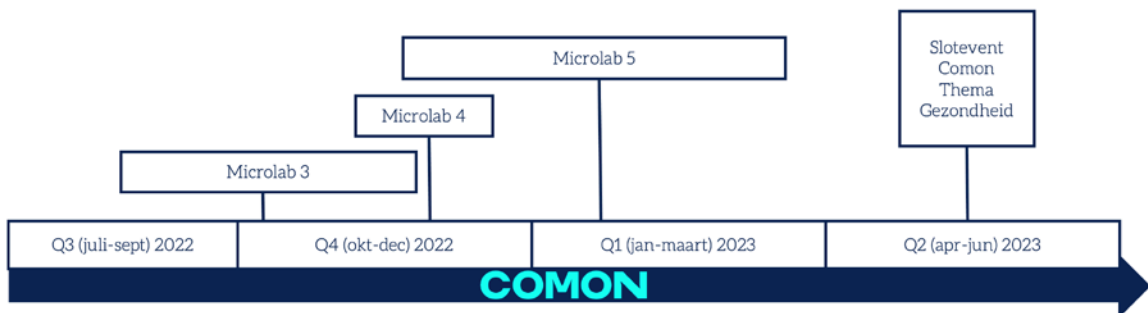 Microlab 5
Slotevent
Comon
Thema
Gezondheid
Microlab 4
Microlab 3
Q3 (juli-sept) 2022
Q4 (okt-dec) 2022
Q1 (jan-maart) 2023
Q2 (apr-jun) 2023
COMON